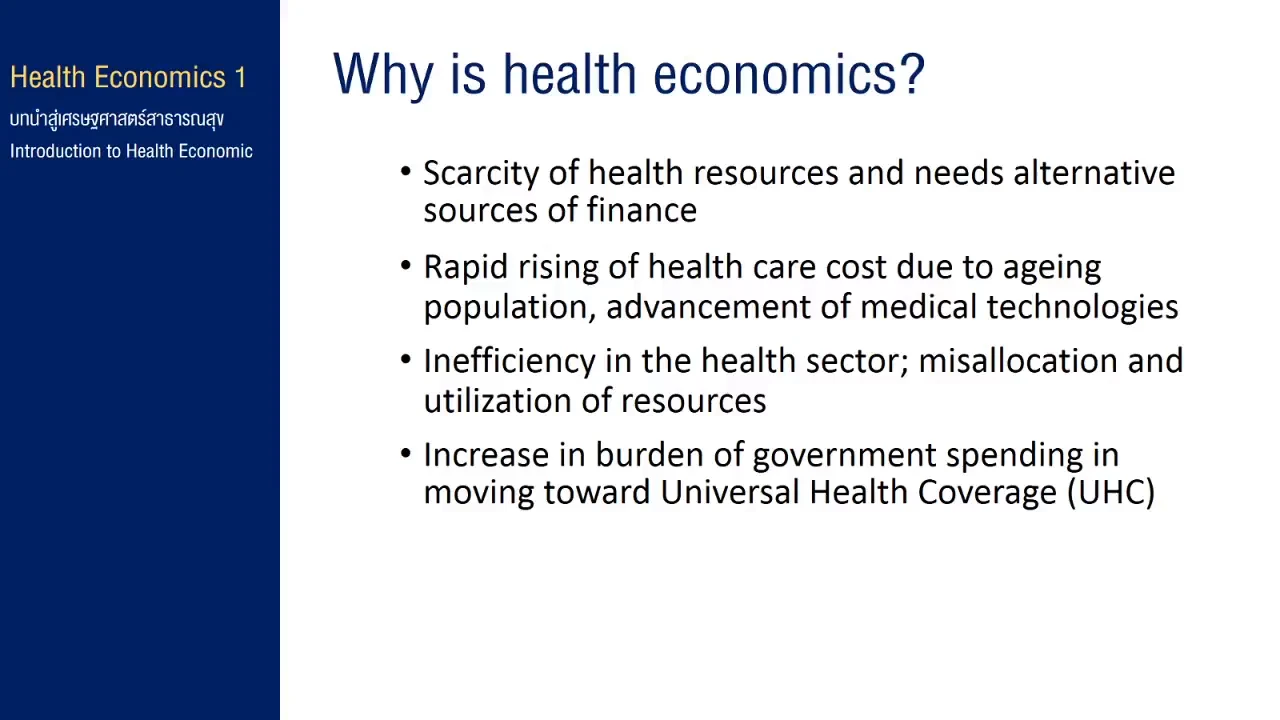 Health Economics 1
บทนำสู่เศรษฐศาสตร์สาธารณสุข
Introduction to Health Economic
Why is health economics?
• Scarcity of health resources and needs alternative
sources of finance
• Rapid rising of health care cost due to ageing
population, advancement of medical technologies
• Inefficiency in the health sector; misallocation and
utilization of resources
• Increase in burden of government spending in
moving toward Universal Health Coverage (UHC)